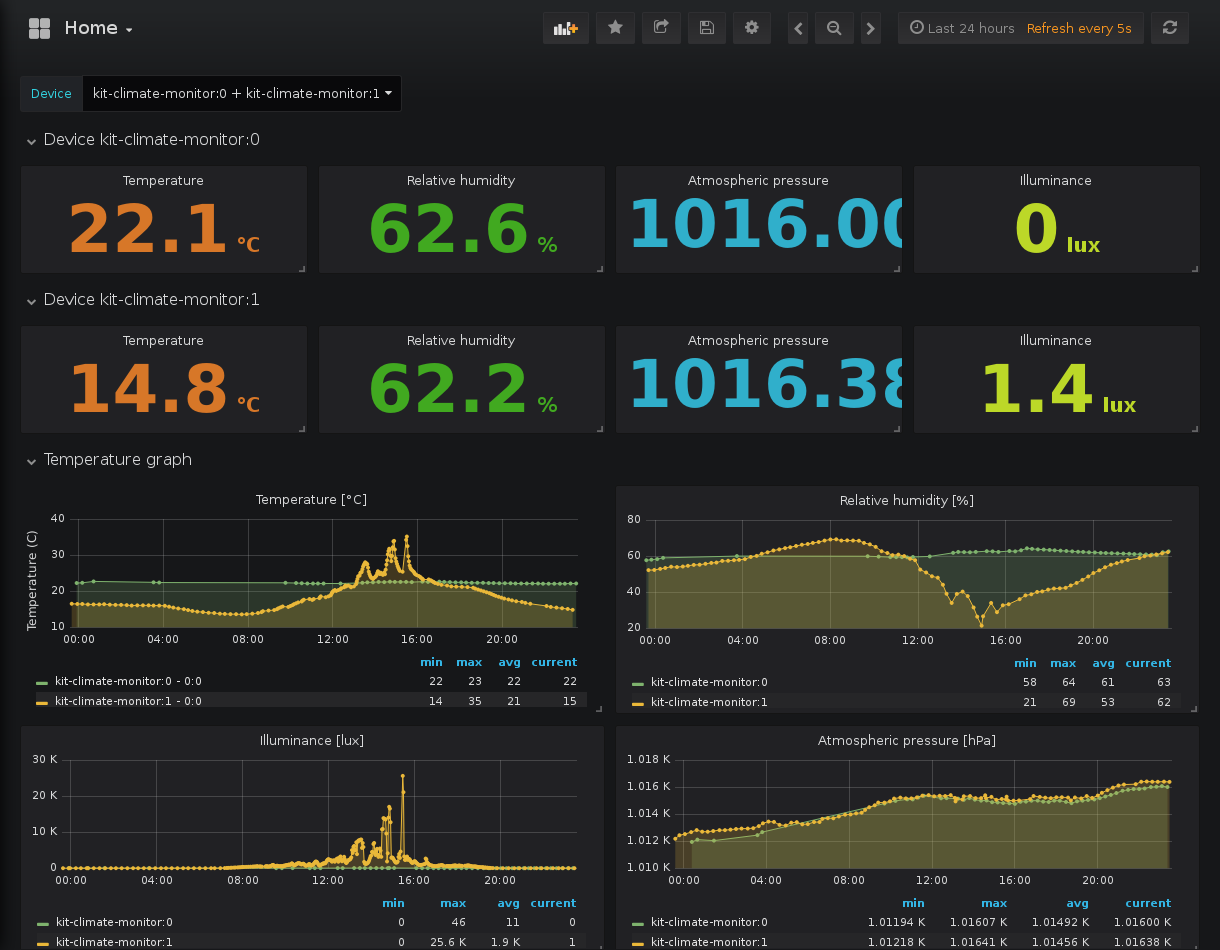 Home
Last 24 hours Refresh every 5s
Device kit-climate-monitor:0 + kit-climate-monitor:1
Device kit-climate-monitor:0
Temperature Relative humidity Atmospheric pressure Illuminance
22.1 °C 62.6 % 1016.00 0 lux
Device kit-climate-monitor:1
Temperature Relative humidity Atmospheric pressure Illuminance
14.8 °C 62.2 % 1016.38 1.4 lux
Temperature graph
Temperature [°C]
Temperature (C)
40
30
20
10
00:00 04:00 08:00 12:00 16:00 20:00
min max avg current
kit-climate-monitor:0 - 0:0 22 23 22 22
kit-climate-monitor:1 - 0:0 14 35 21 15
Relative humidity [%]
80
60
40
20
00:00 04:00 08:00 12:00 16:00 20:00
min max avg current
kit-climate-monitor:0 58 64 61 63
kit-climate-monitor:1 21 69 53 62
Illuminance [lux]
30 K
20 K
10 K
0
00:00 04:00 08:00 12:00 16:00 20:00
min max avg current
kit-climate-monitor:0 0 46 11 0
kit-climate-monitor:1 0 25.6 K 1.9 K 1
Atmospheric pressure [hPa]
1.018 K
1.016 K
1.014 K
1.012 K
1.010 K
00:00 04:00 08:00 12:00 16:00 20:00
min max avg current
kit-climate-monitor:0 1.01194 K 1.01607 K 1.01492 K 1.01600 K
kit-climate-monitor:1 1.01218 K 1.01641 K 1.01456 K 1.01638 K